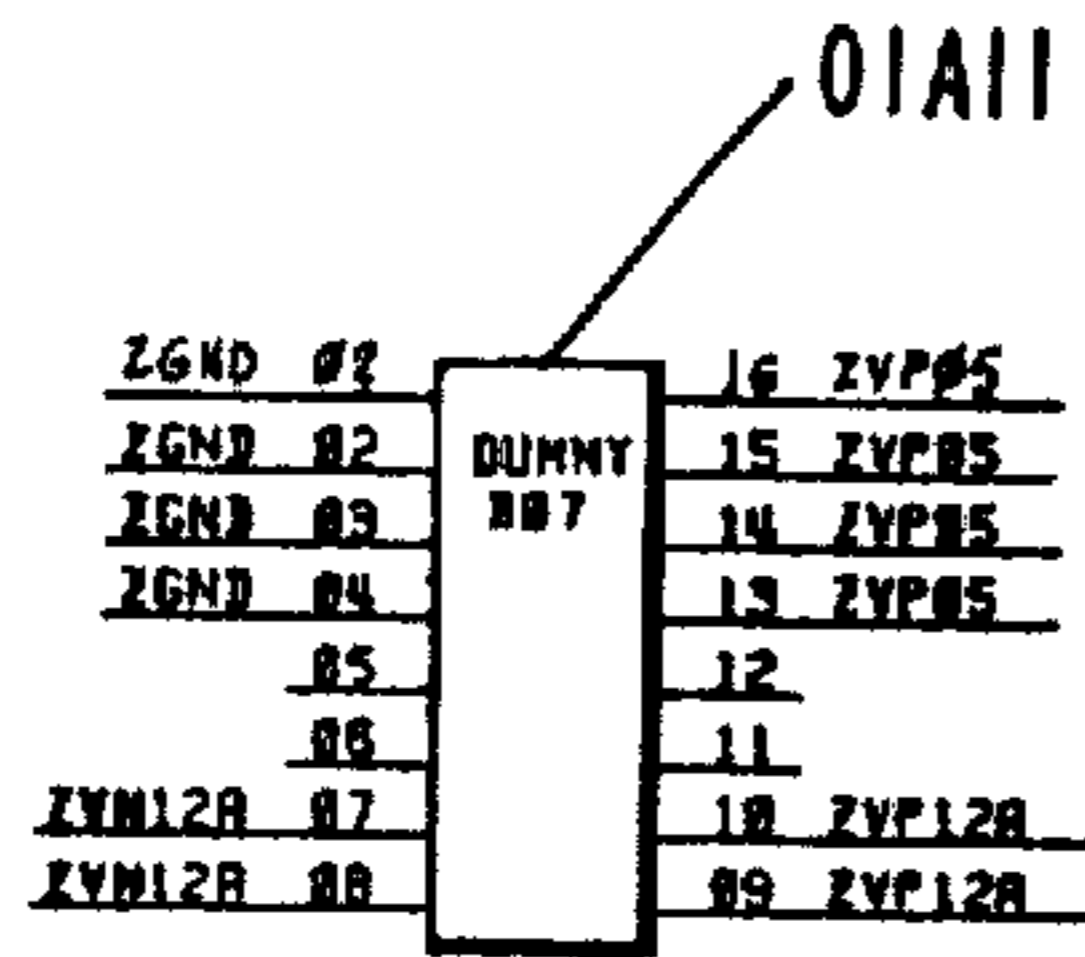 01A11
ZGND 02 16 ZVP05
ZGND 02 DUMMY 15 ZVP05
ZGND 03 007 14 ZVP05
ZGND 04 13 ZVP05
05 12
06 11
ZVM12A 07 10 ZVP12A
ZVM12A 08 09 ZVP12A